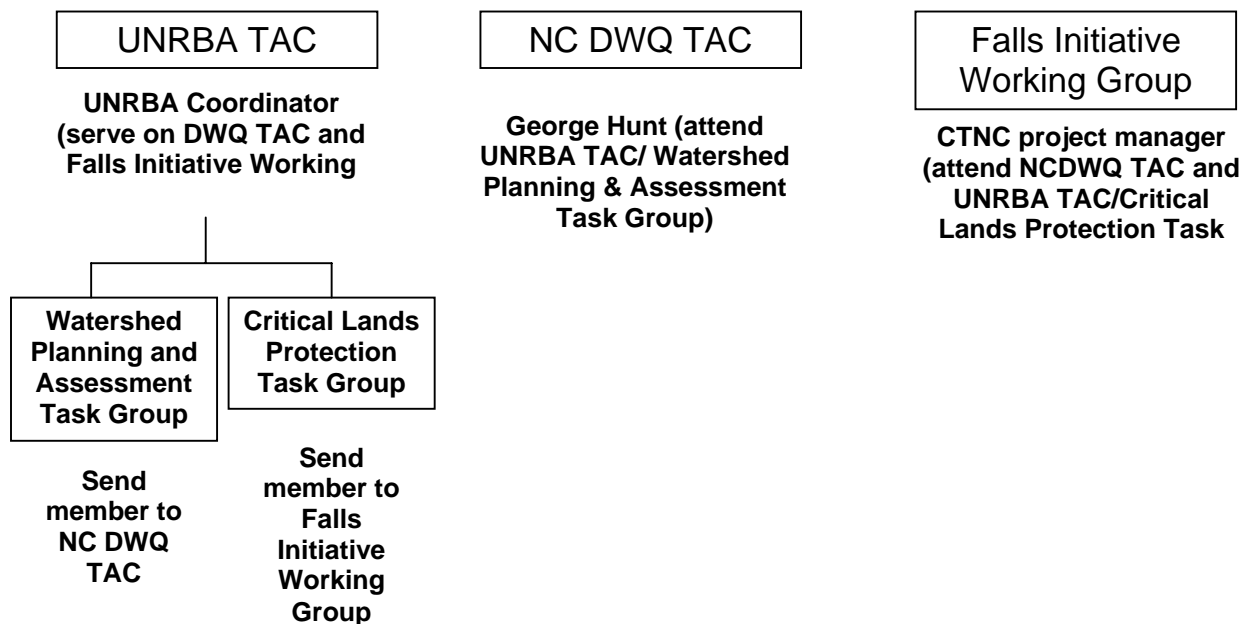 UNRBA TAC
UNRBA Coordinator
(serve on DWQ TAC and
Falls Initiative Working
Watershed
Planning and
Assessment
Task Group
Send
member to
NC DWQ
TAC
Critical Lands
Protection
Task Group
Send
member to
Falls
Initiative
Working
Group
NC DWQ TAC
George Hunt (attend
UNRBA TAC/ Watershed
Planning & Assessment
Task Group)
Falls Initiative
Working Group
CTNC project manager
(attend NCDWQ TAC and
UNRBA TAC/Critical
Lands Protection Task